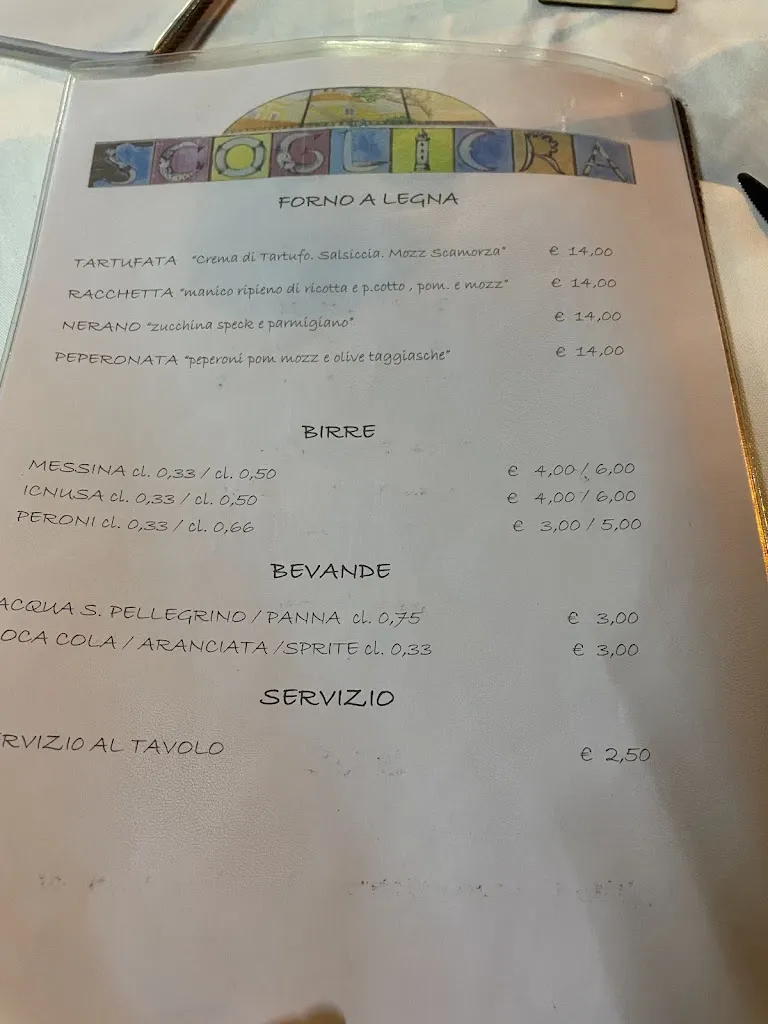 SCOGLIERA
FORNO A LEGNA
TARTUFATA "Crema di Tartufo. Salsiccia. Mozz Scamorza" € 14,00
RACCHETTA "manico ripieno di ricotta e p.cotto , pom. e mozz" € 14,00
NERANO "zucchina speck e parmigiano" € 14,00
PEPERONATA "peperoni pom mozz e olive taggiasche" € 14,00
BIRRE
MESSINA cl. 0,33 / cl. 0,50 € 4,00 / 6,00
ICNUSA cl. 0,33 / cl. 0,50 € 4,00 / 6,00
PERONI cl. 0,33 / cl. 0,66 € 3,00 / 5,00
BEVANDE
ACQUA S. PELLEGRINO / PANNA cl. 0,75 € 3,00
OCA COLA / ARANCIATA /SPRITE cl. 0,33 € 3,00
SERVIZIO
RVIZIO AL TAVOLO € 2,50